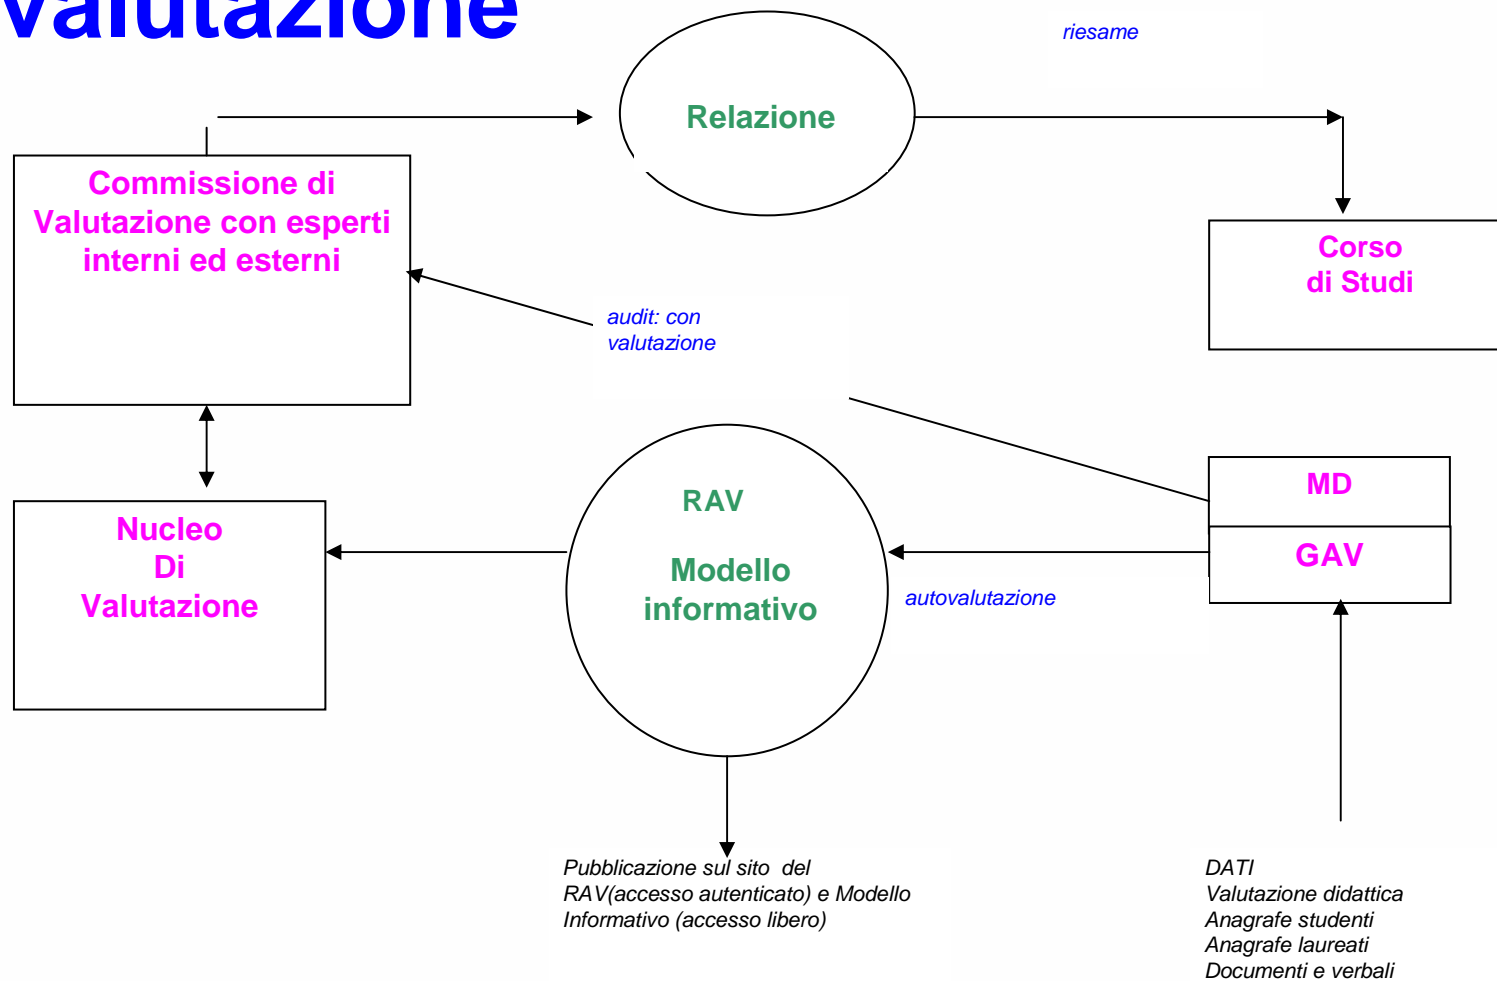 valutazione
riesame
Relazione
Commissione di
Valutazione con esperti
interni ed esterni
Corso
di Studi
audit: con
valutazione
MD
GAV
RAV
Modello
informativo
Nucleo
Di
Valutazione
autovalutazione
Pubblicazione sul sito del
RAV(accesso autenticato) e Modello
Informativo (accesso libero)
DATI
Valutazione didattica
Anagrafe studenti
Anagrafe laureati
Documenti e verbali